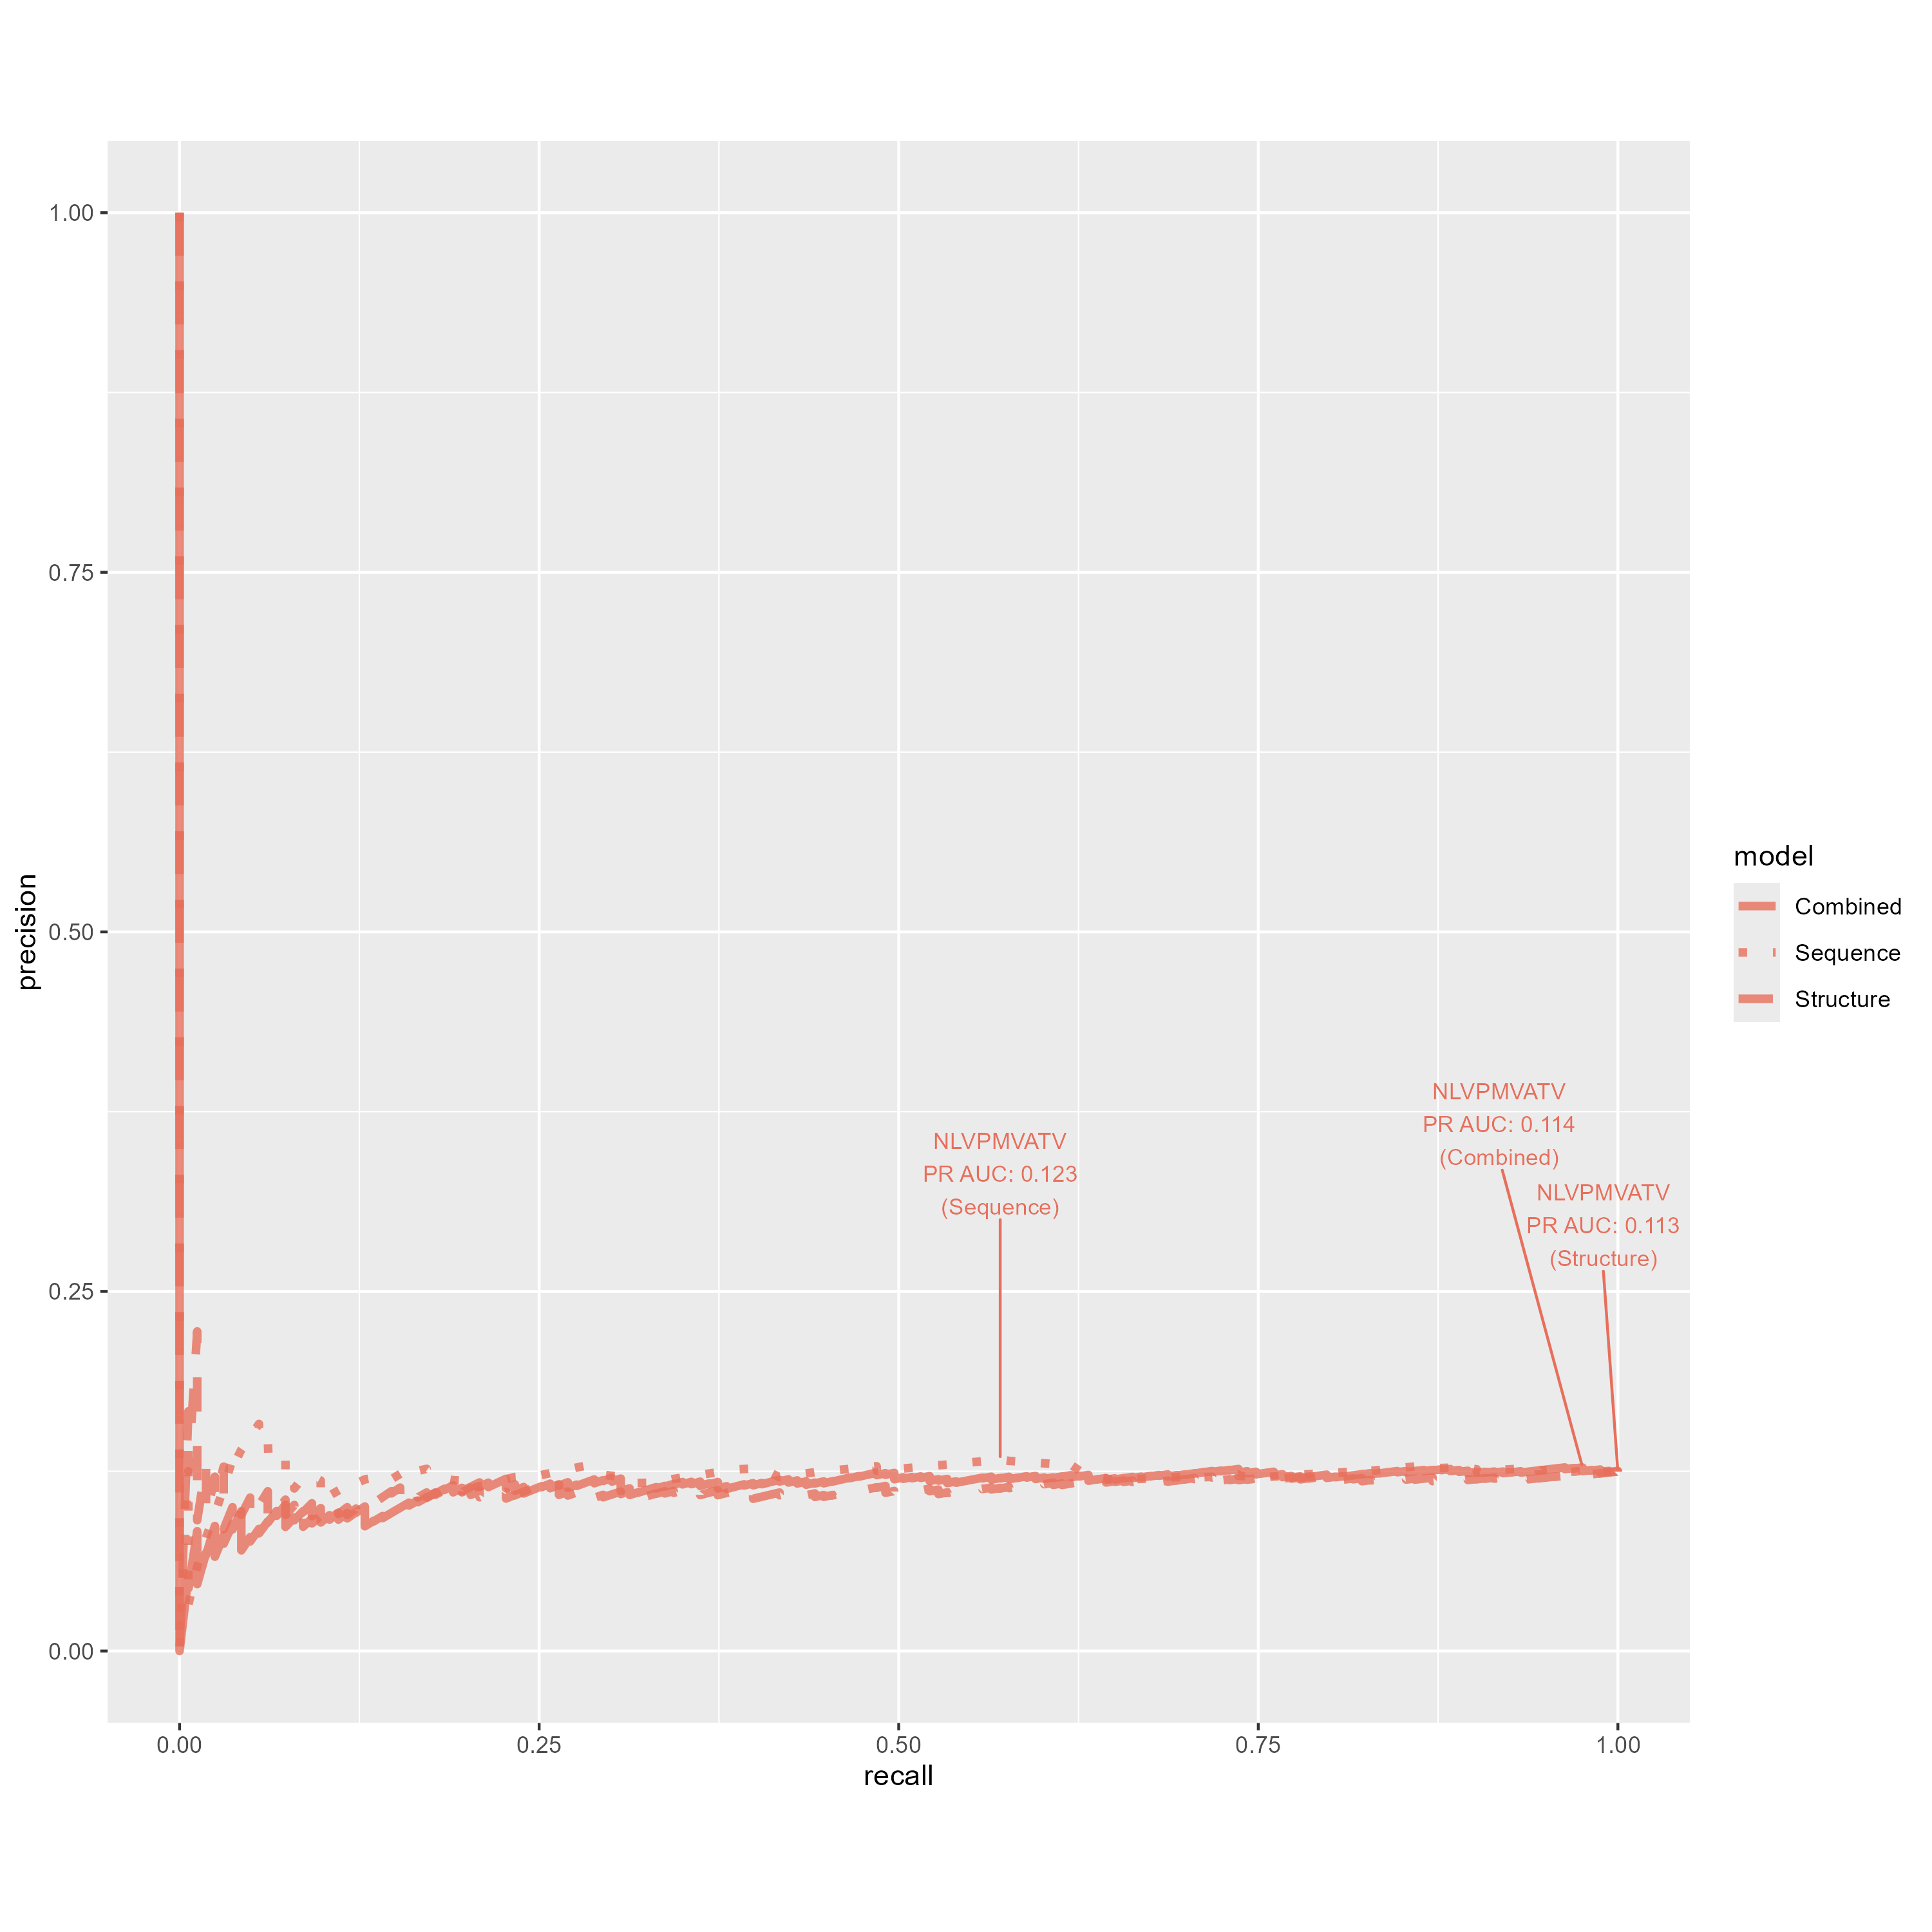 precision
1.00
0.75
0.50
0.25
0.00
NLVPMVATV
PR AUC: 0.123
(Sequence)
NLVPMVATV
PR AUC: 0.114
(Combined)
NLVPMVATV
PR AUC: 0.113
(Structure)
0.00
0.25
0.50
0.75
1.00
recall
model
Combined
Sequence
Structure